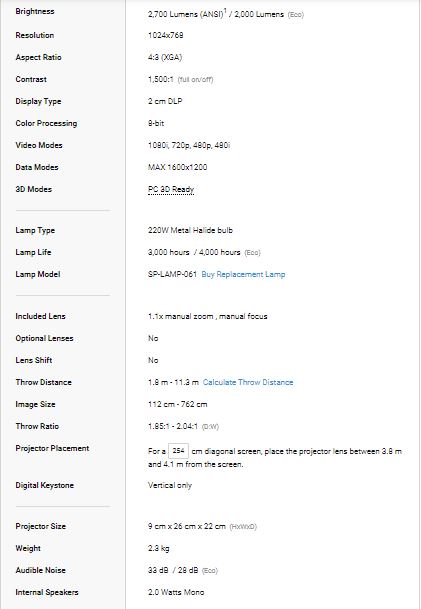 Brightness 2,700 Lumens (ANSI)1 / 2,000 Lumens (Eco)
Resolution 1024x768
Aspect Ratio 4:3 (XGA)
Contrast 1,500:1 (full on/off)
Display Type 2 cm DLP
Color Processing 8-bit
Video Modes 1080i, 720p, 480p, 480i
Data Modes MAX 1600x1200
3D Modes PC 3D Ready
Lamp Type 220W Metal Halide bulb
Lamp Life 3,000 hours / 4,000 hours (Eco)
Lamp Model SP-LAMP-061 Buy Replacement Lamp
Included Lens 1.1x manual zoom , manual focus
Optional Lenses No
Lens Shift No
Throw Distance 1.9 m - 11.3 m Calculate Throw Distance
Image Size 112 cm - 762 cm
Throw Ratio 1.85:1 - 2.04:1 (D:W)
Projector Placement For a 254 cm diagonal screen, place the projector lens between 3.8 m
and 4.1 m from the screen.
Digital Keystone Vertical only
Projector Size 9 cm x 26 cm x 22 cm (HxWxD)
Weight 2.3 kg
Audible Noise 33 dB / 28 dB (Eco)
Internal Speakers 2.0 Watts Mono